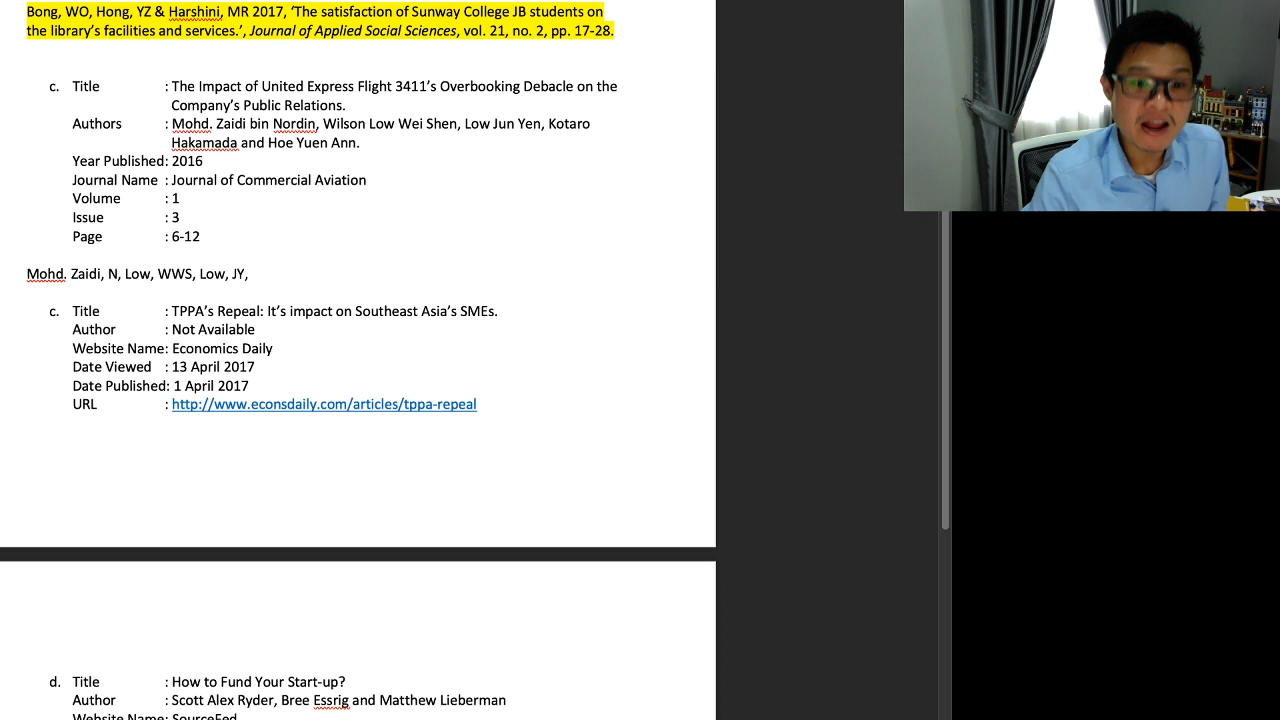 Bong, WO, Hong, YZ & Harshini, MR 2017, ‘The satisfaction of Sunway College JB students on
the library’s facilities and services.’, Journal of Applied Social Sciences, vol. 21, no. 2, pp. 17-28.
c. Title : The Impact of United Express Flight 3411’s Overbooking Debacle on the
Company’s Public Relations.
Authors : Mohd. Zaidi bin Nordin, Wilson Low Wei Shen, Low Jun Yen, Kotaro
Hakamada and Hoe Yuen Ann.
Year Published: 2016
Journal Name : Journal of Commercial Aviation
Volume : 1
Issue : 3
Page : 6-12
Mohd. Zaidi, N, Low, WWS, Low, JY,
c. Title : TPPA’s Repeal: It’s impact on Southeast Asia’s SMEs.
Author : Not Available
Website Name: Economics Daily
Date Viewed : 13 April 2017
Date Published: 1 April 2017
URL : http://www.econsdaily.com/articles/tppa-repeal
d. Title : How to Fund Your Start-up?
Author : Scott Alex Ryder, Bree Essrig and Matthew Lieberman
Website Name: SourceFed